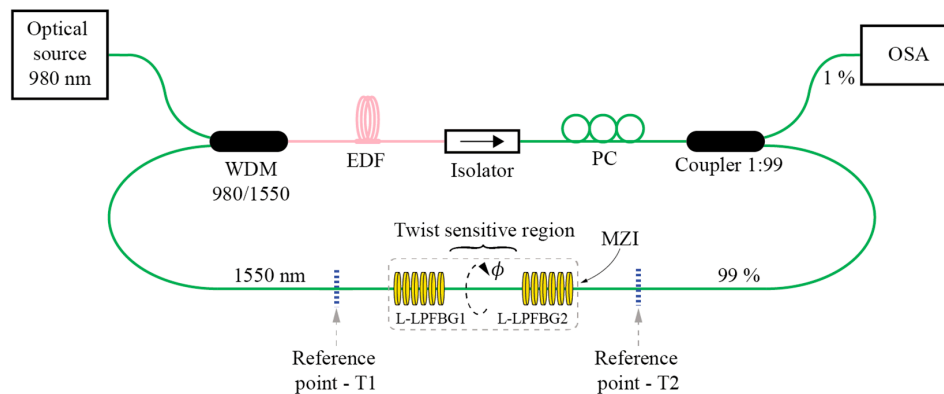 Optical
source
980 nm
OSA
1 %
WDM
980/1550
EDF
Isolator
PC
Coupler 1:99
Twist sensitive region
MZI
ϕ
1550 nm
99 %
L-LPFBG1
L-LPFBG2
Reference
point - T1
Reference
point - T2